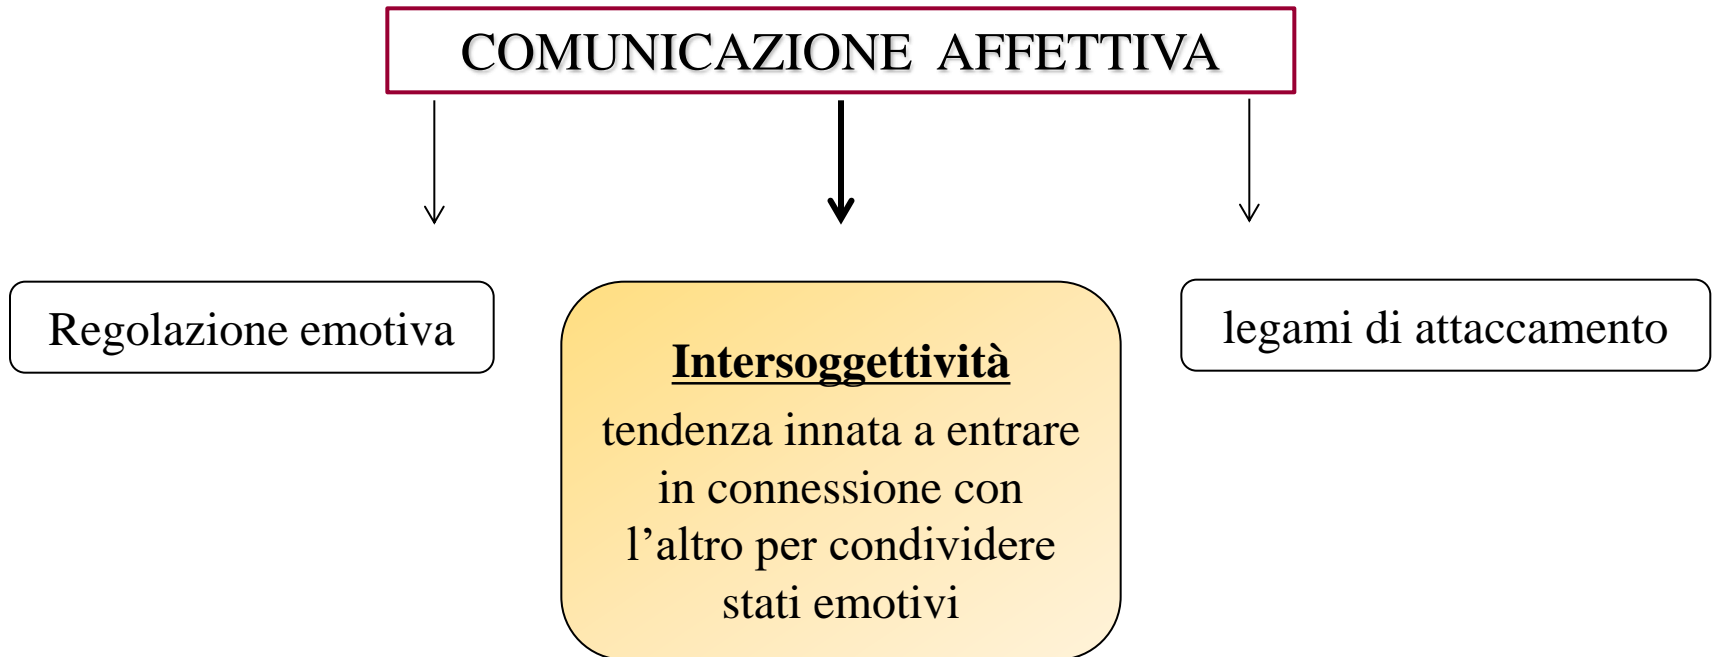 COMUNICAZIONE AFFETTIVA
Regolazione emotiva
Intersoggettività
tendenza innata a entrare
in connessione con
l’altro per condividere
stati emotivi
legami di attaccamento